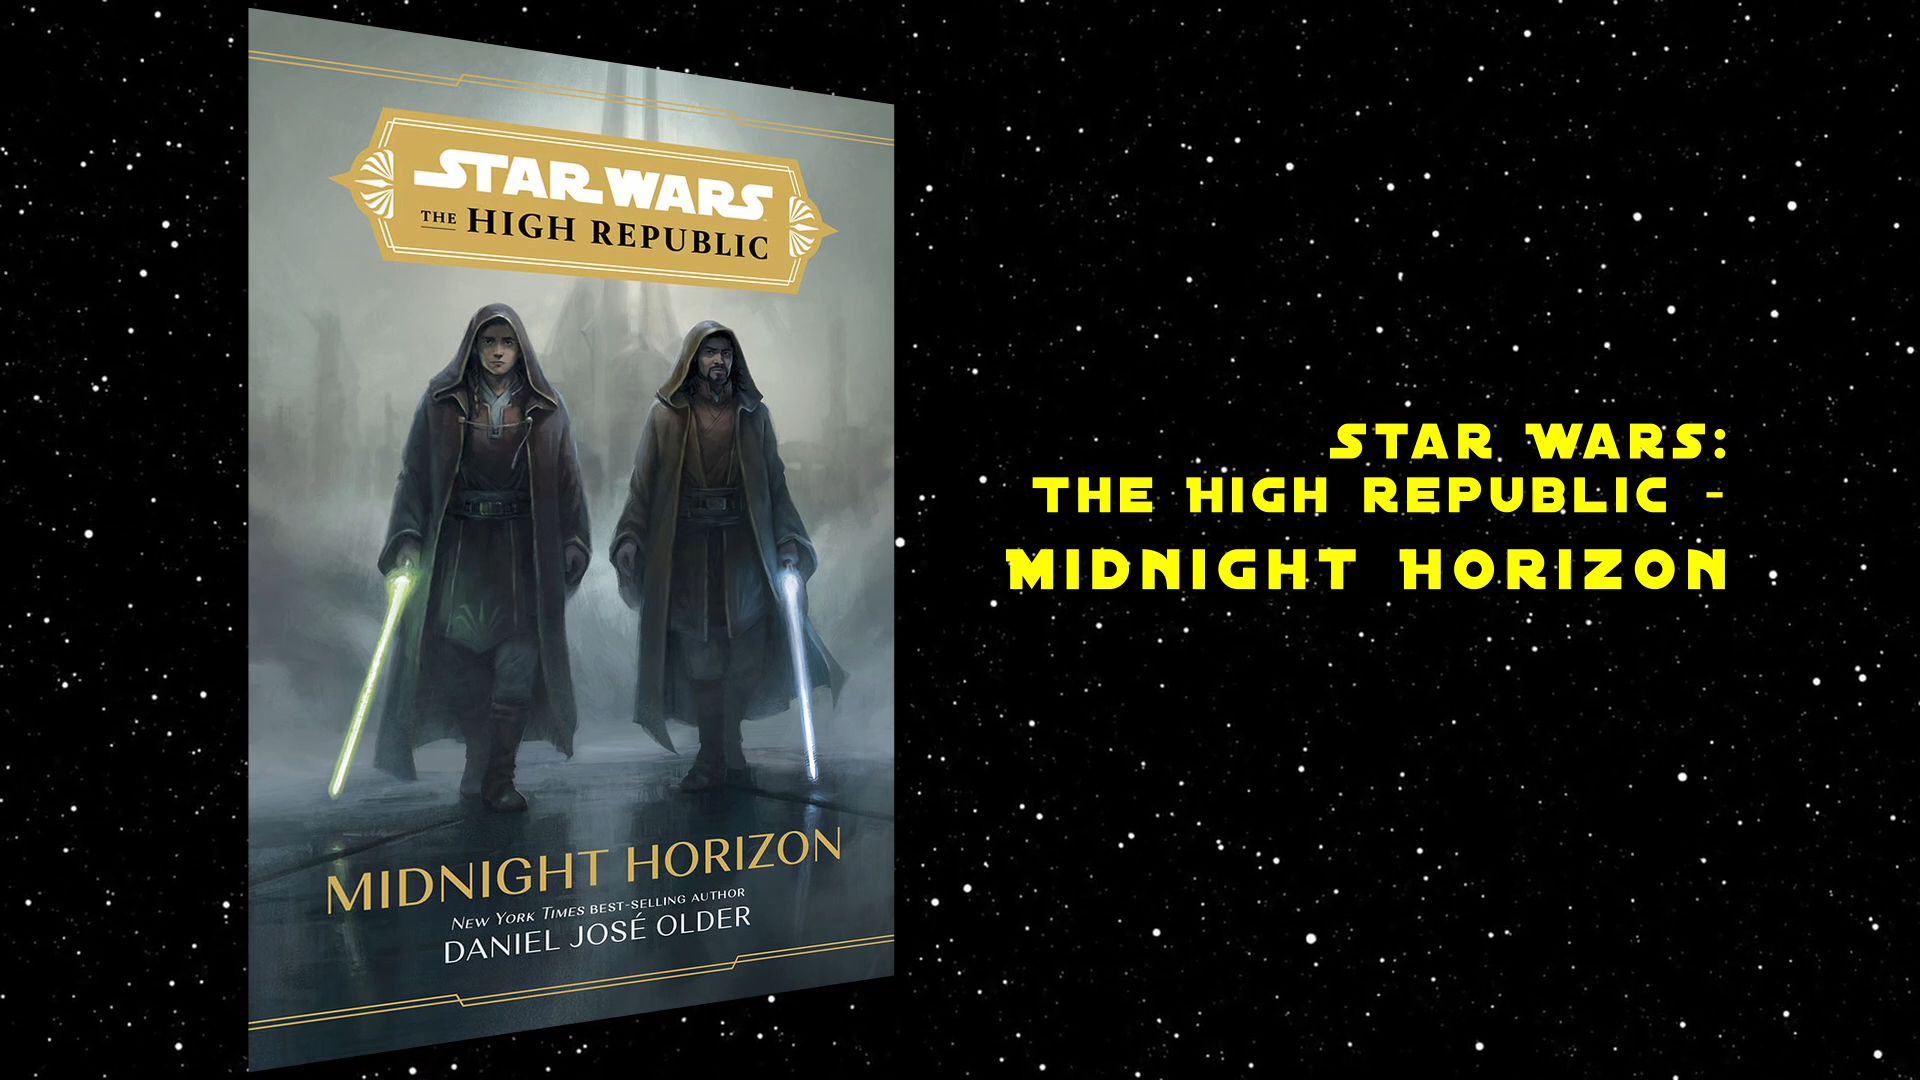 STAR WARS
THE HIGH REPUBLIC
MIDNIGHT HORIZON
NEW YORK TIMES BEST-SELLING AUTHOR
DANIEL JOSÉ OLDER
STAR WARS:
THE HIGH REPUBLIC -
MIDNIGHT HORIZON